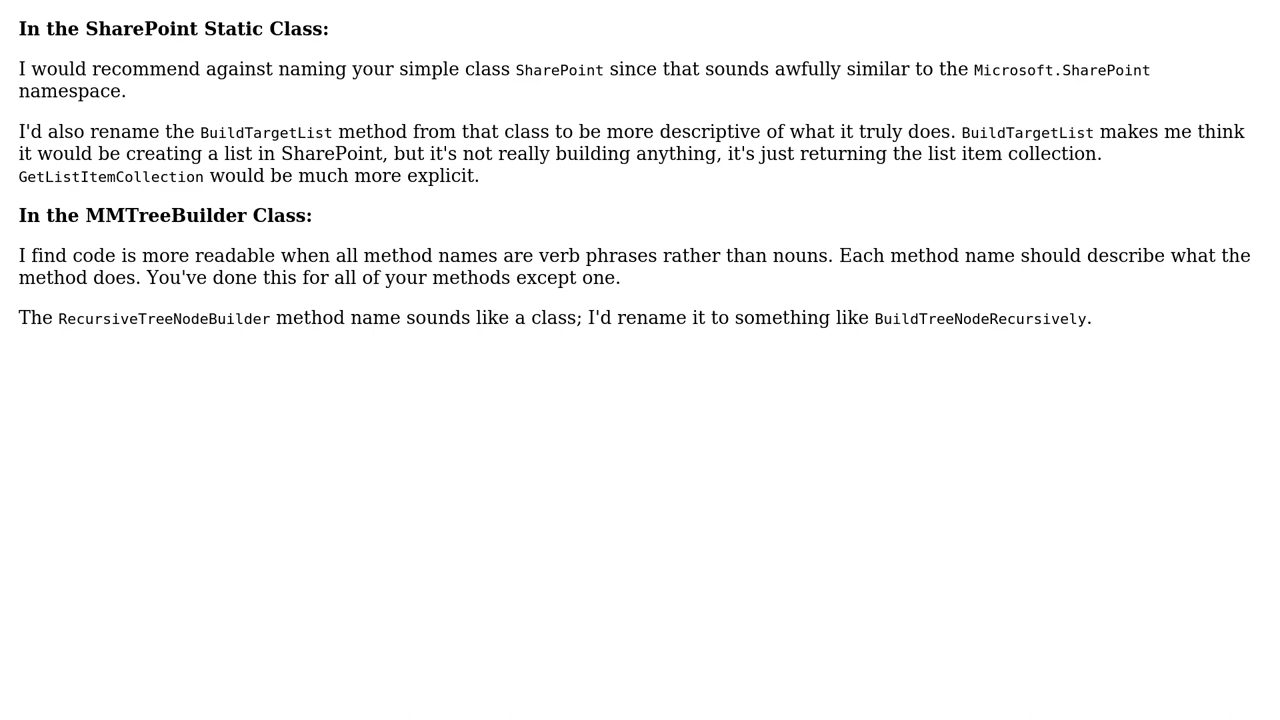 In the SharePoint Static Class:
I would recommend against naming your simple class SharePoint since that sounds awfully similar to the Microsoft.SharePoint
namespace.
I'd also rename the BuildTargetList method from that class to be more descriptive of what it truly does. BuildTargetList makes me think
it would be creating a list in SharePoint, but it's not really building anything, it's just returning the list item collection.
GetListItemCollection would be much more explicit.
In the MMTreeBuilder Class:
I find code is more readable when all method names are verb phrases rather than nouns. Each method name should describe what the
method does. You've done this for all of your methods except one.
The RecursiveTreeNodeBuilder method name sounds like a class; I'd rename it to something like BuildTreeNodeRecursively.